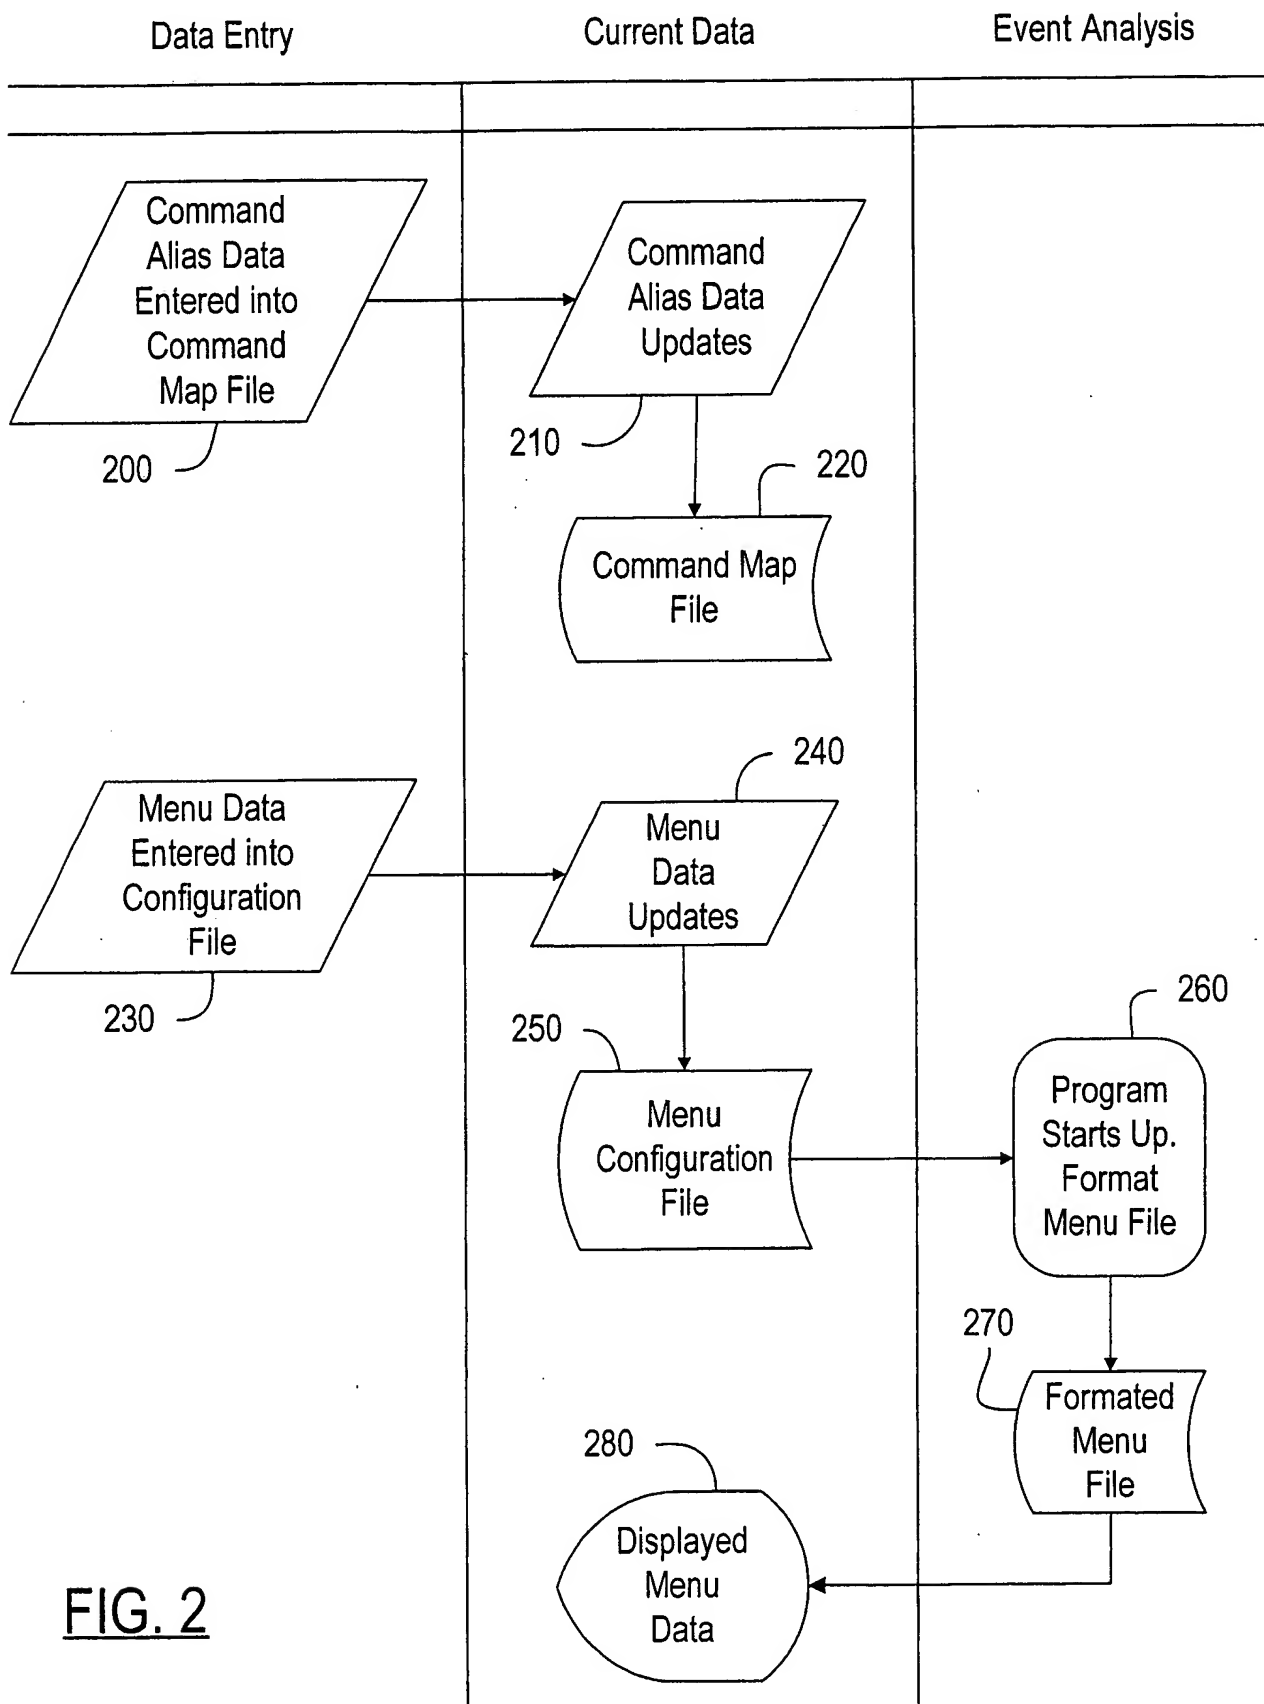 Data Entry
Current Data
Event Analysis
Command
Alias Data
Entered into
Command
Map File
200
Command
Alias Data
Updates
210
220
Command Map
File
240
Menu Data
Entered into
Configuration
File
230
Menu
Data
Updates
250
Menu
Configuration
File
260
Program
Starts Up.
Format
Menu File
270
Formated
Menu
File
280
Displayed
Menu
Data
FIG. 2